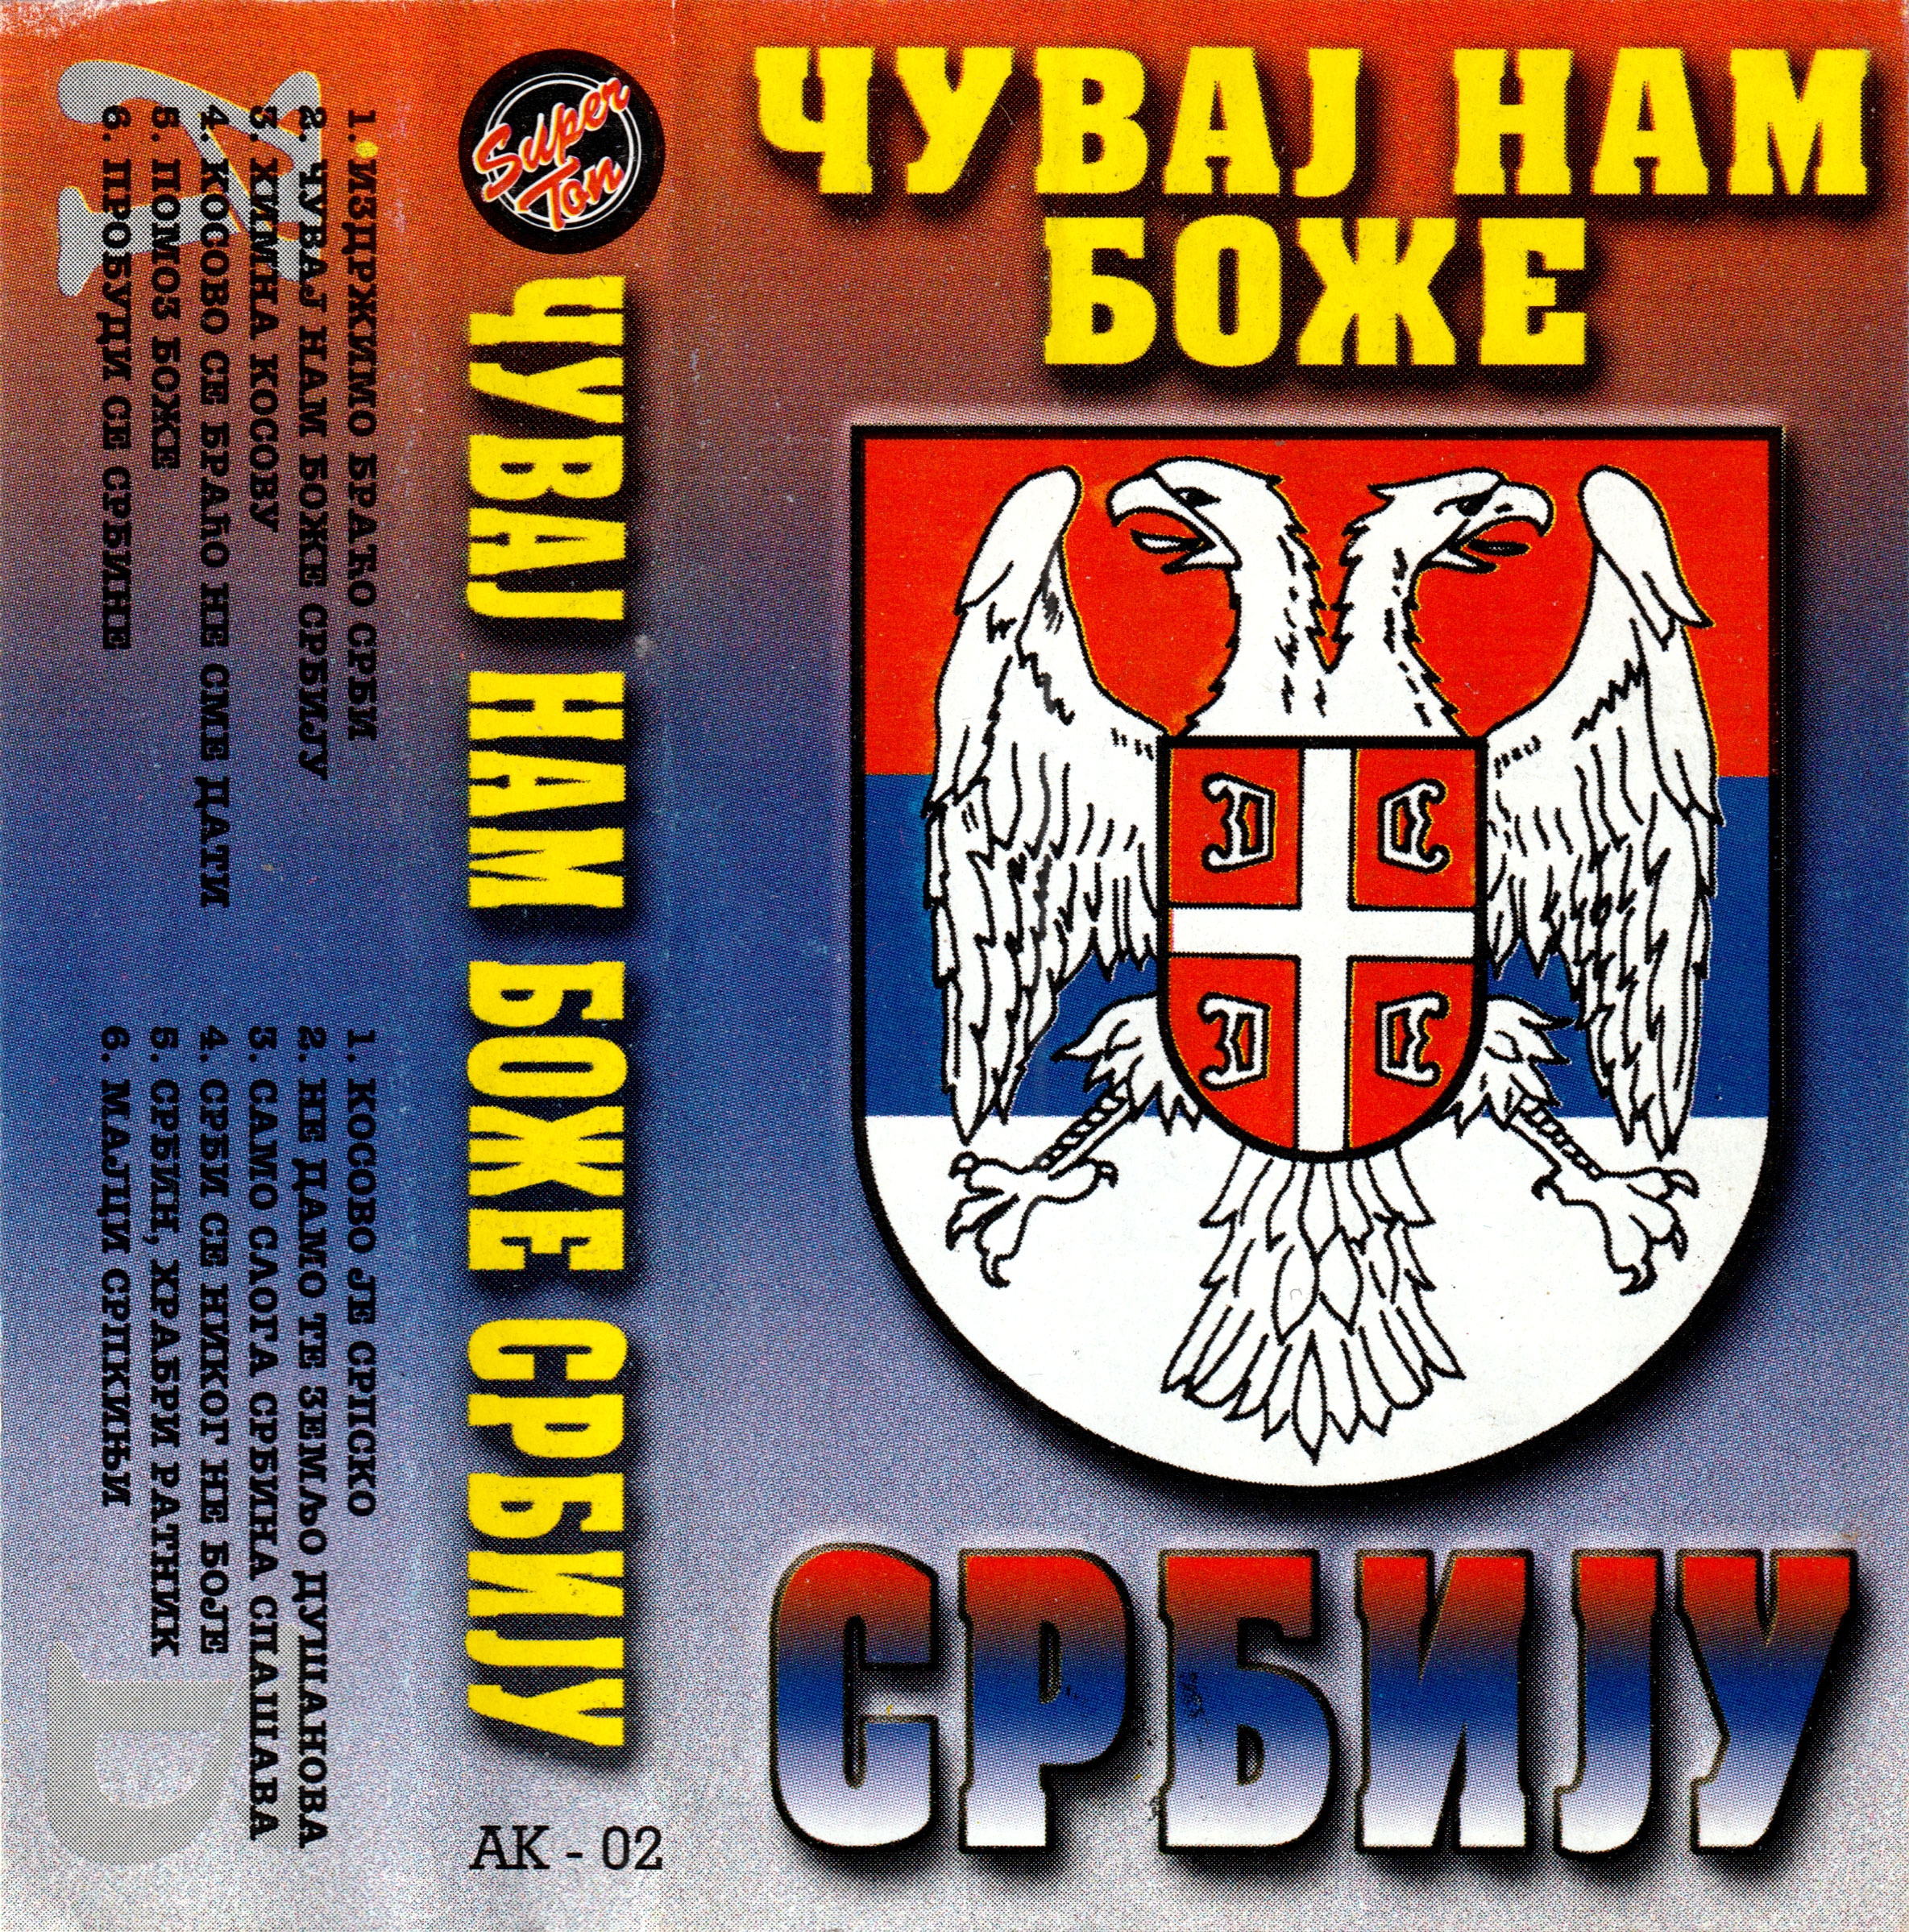 ЧУВАЈ НАМ
БОЖЕ
СРБИЈУ
Super
Ton
ЧУВАЈ НАМ БОЖЕ СРБИЈУ
АК - 02
1. ИЗДРЖИМО БРАЋО СРБИ
2. ЧУВАЈ НАМ БОЖЕ СРБИЈУ
3. ХИМНА КОСОВУ
4. КОСОВО СЕ БРАЋО НЕ СМЕ ДАТИ
5. ПОМОЗ БОЖЕ
6. ПРОБУДИ СЕ СРБИНЕ
1. КОСОВО ЈЕ СРПСКО
2. НЕ ДАМО ТЕ ЗЕМЉО ДУШАНОВА
3. САМО СЛОГА СРБИНА СПАШАВА
4. СРБИ СЕ НИКОГ НЕ БОЈЕ
5. СРБИН, ХРАБРИ РАТНИК
6. МАЈЦИ СРПКИЊИ